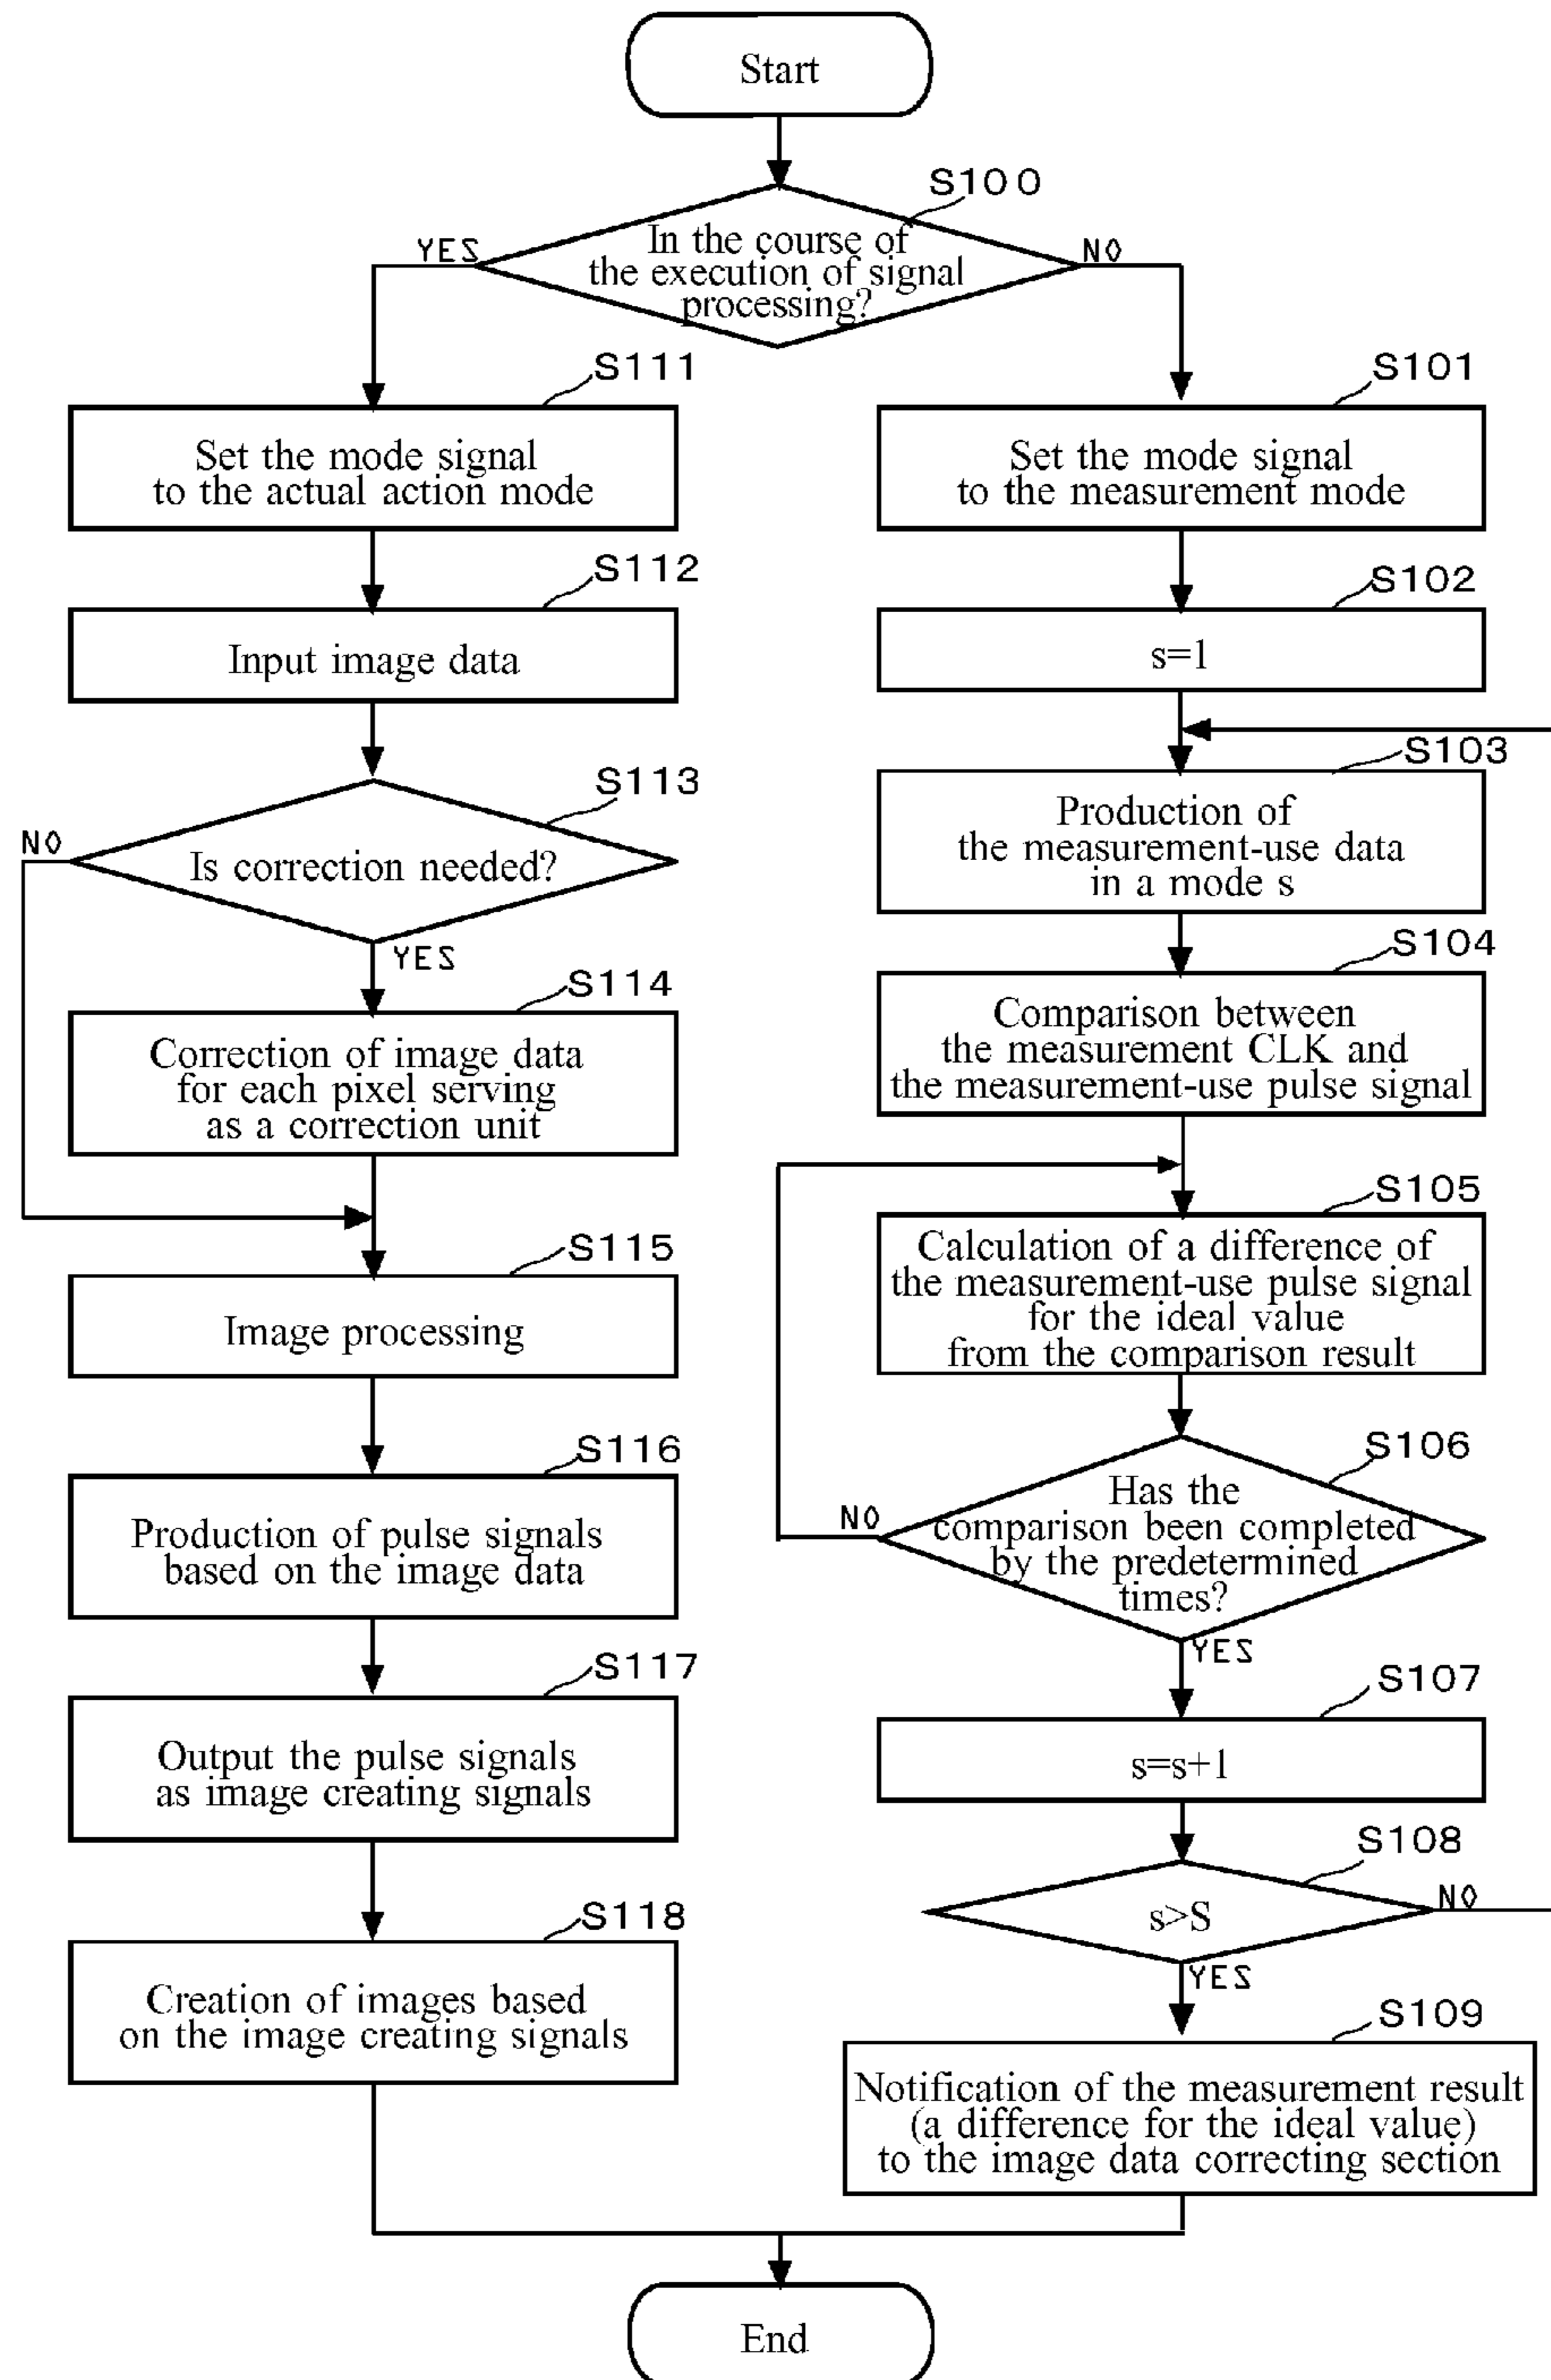 Start
S100
In the course of
the execution of signal
processing?
YES
NO
S111
Set the mode signal
to the actual action mode
S112
Input image data
S113
Is correction needed?
NO
YES
S114
Correction of image data
for each pixel serving
as a correction unit
S115
Image processing
S116
Production of pulse signals
based on the image data
S117
Output the pulse signals
as image creating signals
S118
Creation of images based
on the image creating signals
S101
Set the mode signal
to the measurement mode
S102
s=1
S103
Production of
the measurement-use data
in a mode s
S104
Comparison between
the measurement CLK and
the measurement-use pulse signal
S105
Calculation of a difference of
the measurement-use pulse signal
for the ideal value
from the comparison result
S106
Has the
comparison been completed
by the predetermined
times?
NO
YES
S107
s=s+1
S108
s>S
NO
YES
S109
Notification of the measurement result
(a difference for the ideal value)
to the image data correcting section
End